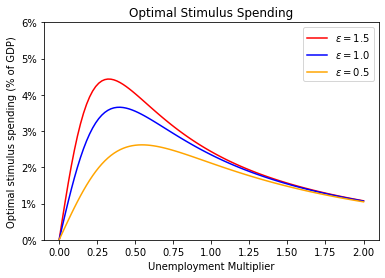 Optimal Stimulus Spending
Optimal stimulus spending (% of GDP)
6%
5%
4%
3%
2%
1%
0%
ε = 1.5
ε = 1.0
ε = 0.5
0.00 0.25 0.50 0.75 1.00 1.25 1.50 1.75 2.00
Unemployment Multiplier